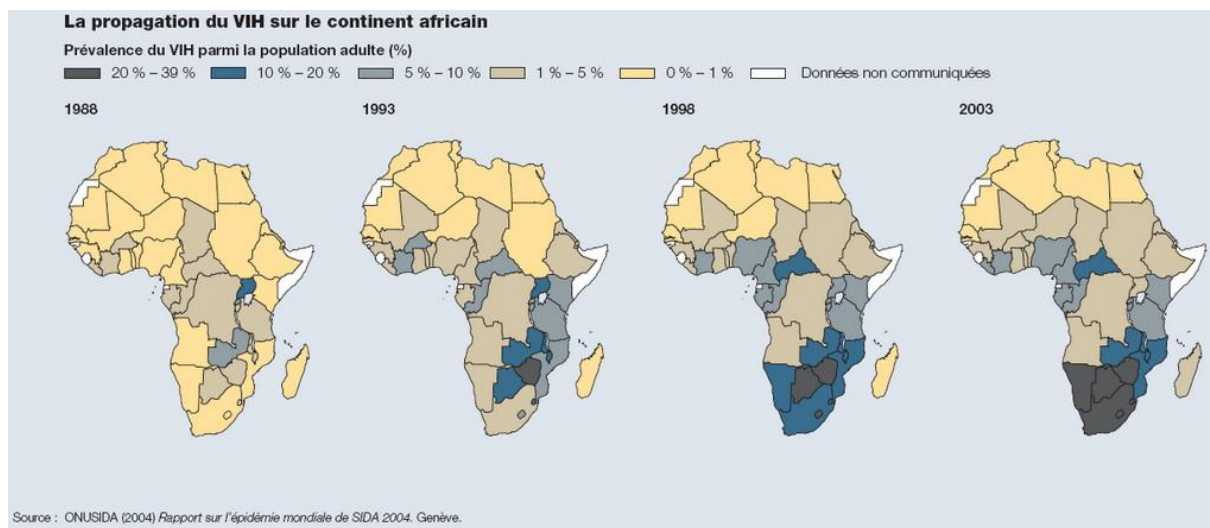 La propagation du VIH sur le continent africain
Prévalence du VIH parmi la population adulte (%)
20 % – 39 % 10 % – 20 % 5 % – 10 % 1 % – 5 % 0 % – 1 % Données non communiquées
1988 1993 1998 2003
Source : ONUSIDA (2004) Rapport sur l'épidémie mondiale de SIDA 2004. Genève.